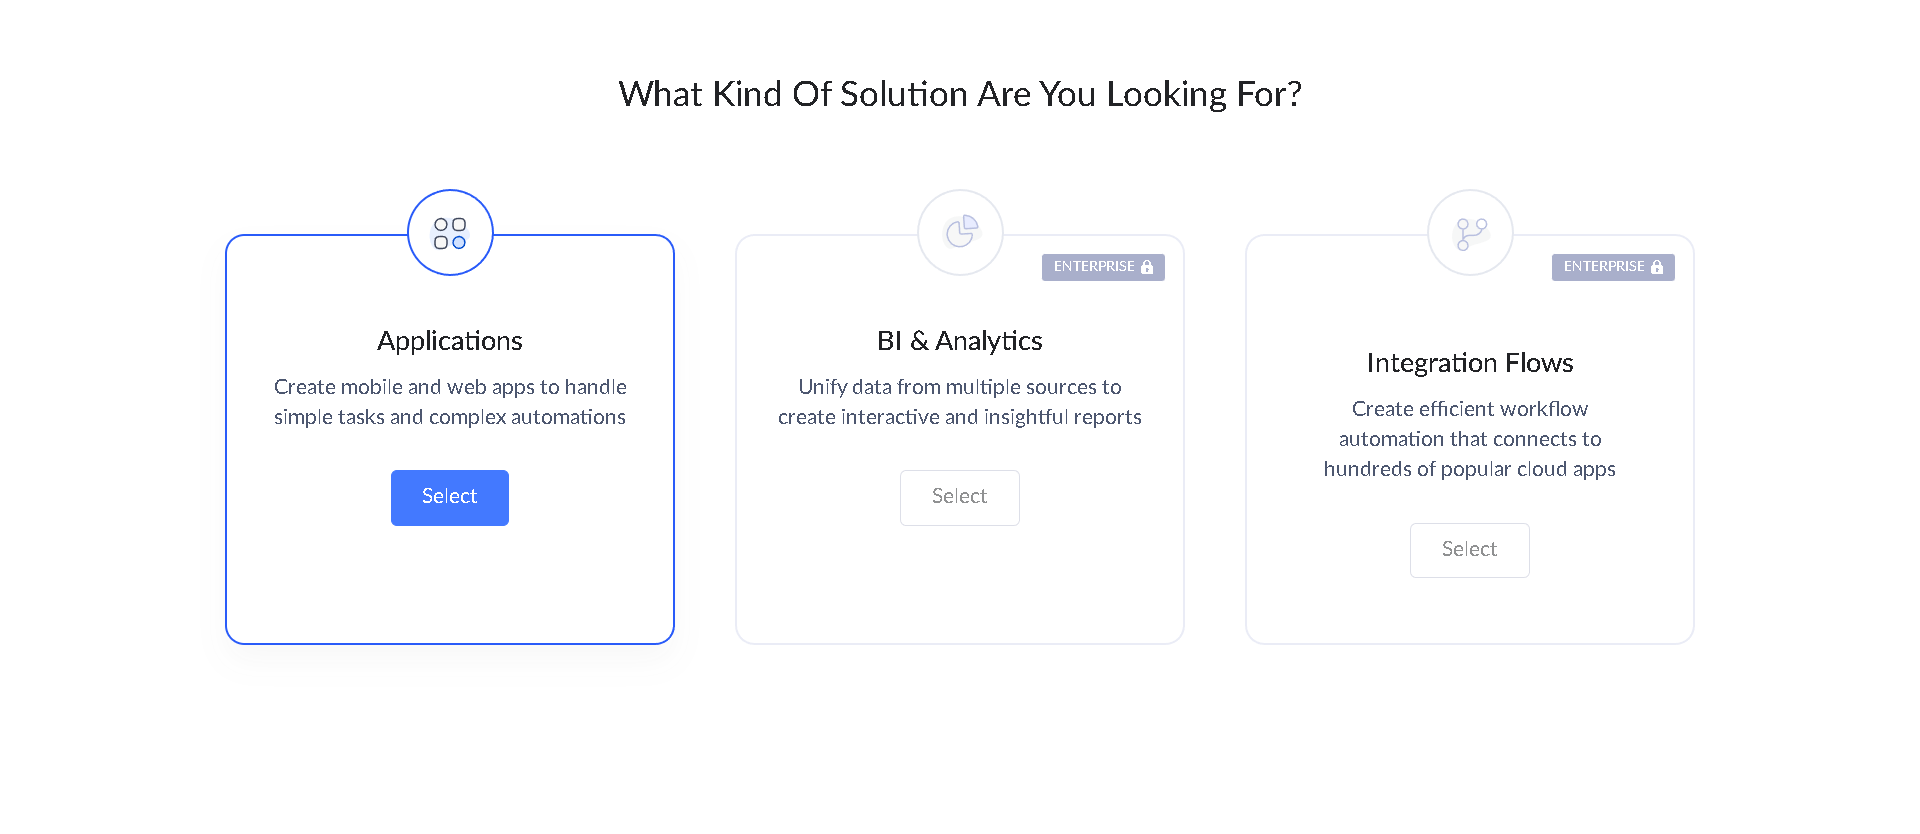 What Kind Of Solution Are You Looking For?
Applications
Create mobile and web apps to handle
simple tasks and complex automations
Select
ENTERPRISE
BI & Analytics
Unify data from multiple sources to
create interactive and insightful reports
Select
ENTERPRISE
Integration Flows
Create efficient workflow
automation that connects to
hundreds of popular cloud apps
Select